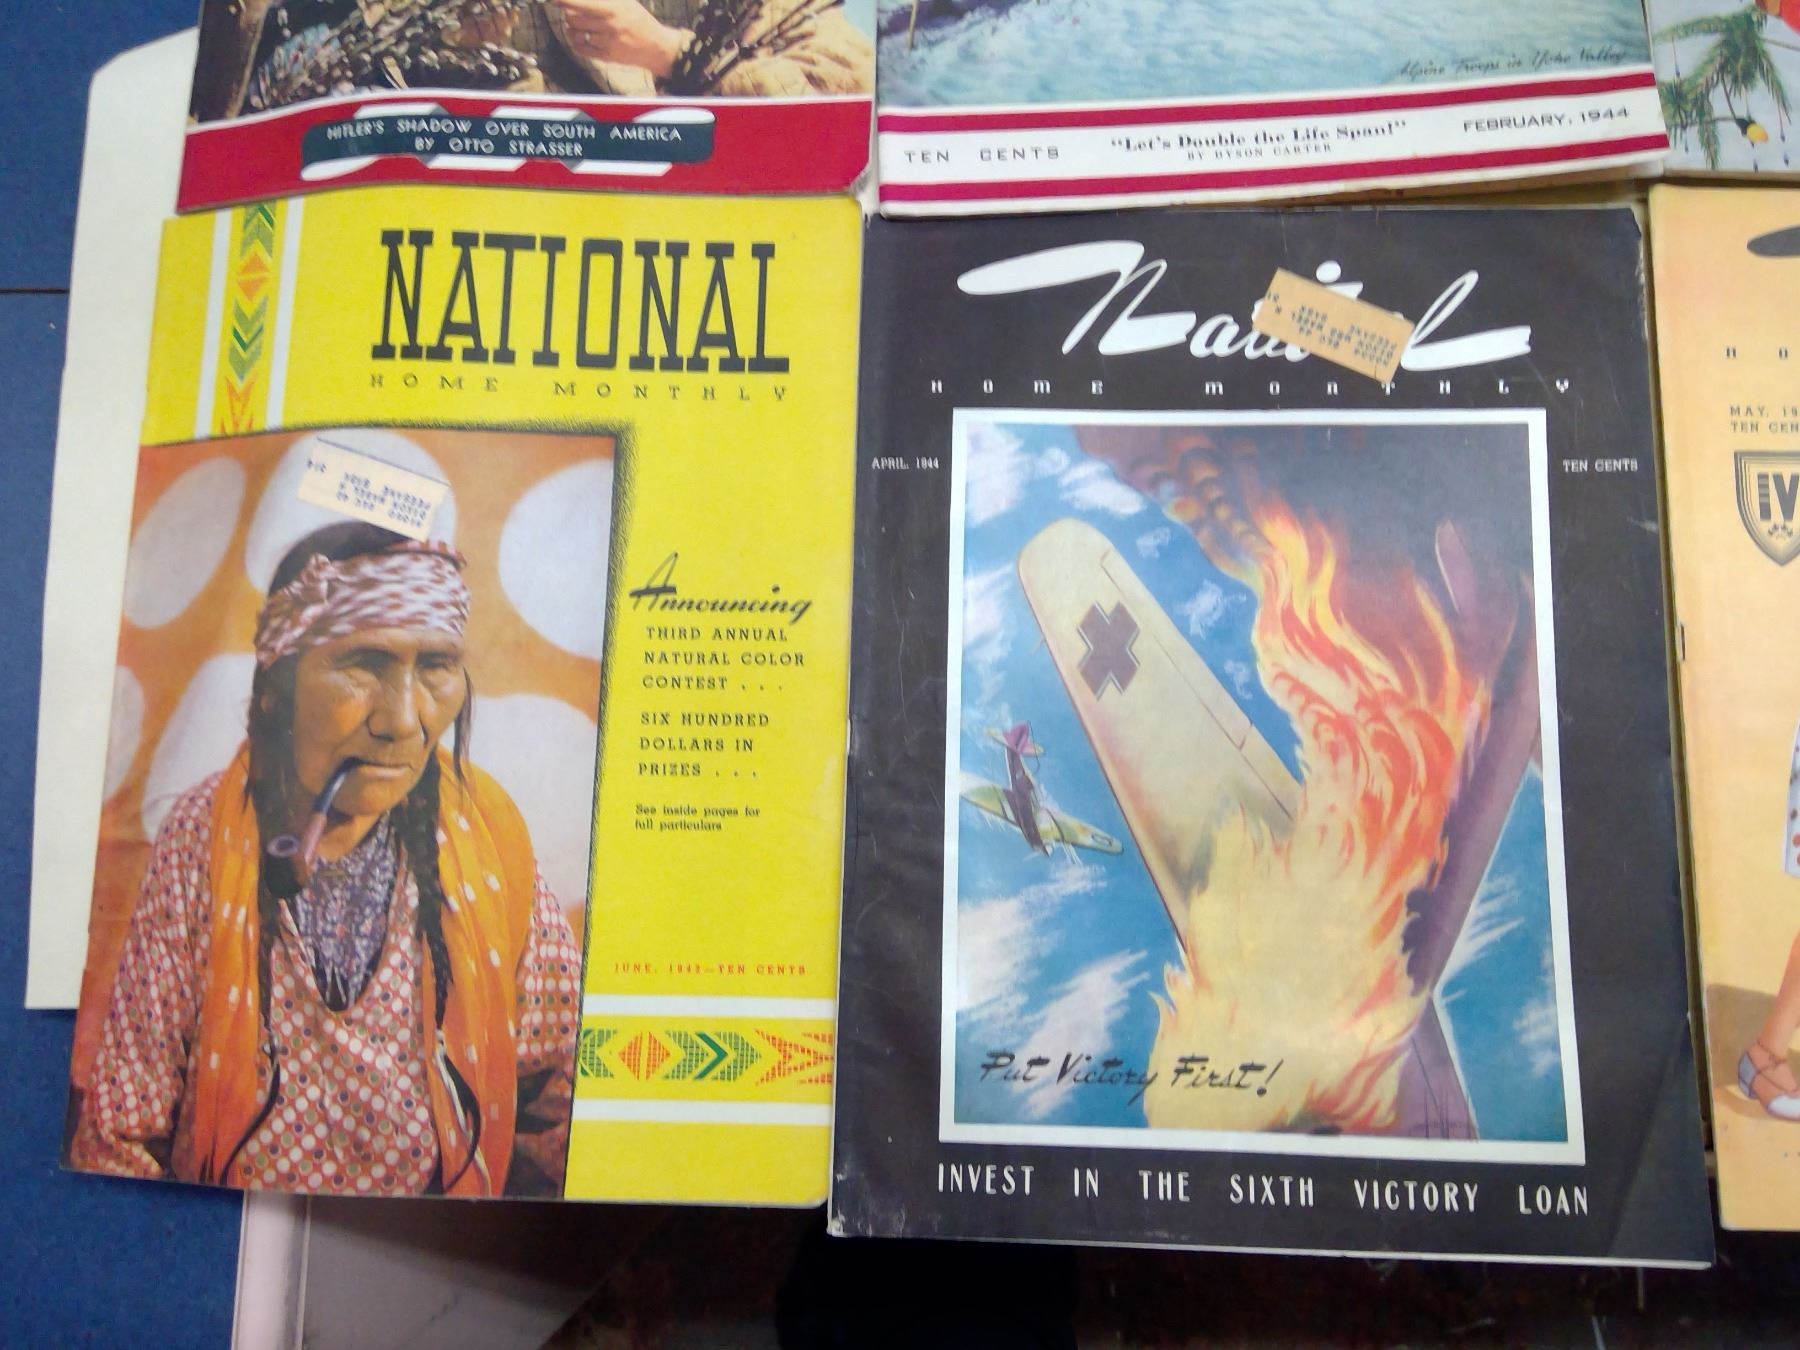 HITLER'S SHADOW OVER SOUTH AMERICA
BY OTTO STRASSER
Alpine Troops in Yoho Valley
TEN CENTS
"Let's Double the Life Span!"
BY DYSON CARTER
FEBRUARY, 1944
NATIONAL
HOME MONTHLY
Announcing
THIRD ANNUAL
NATURAL COLOR
CONTEST . . .
SIX HUNDRED
DOLLARS IN
PRIZES . . .
See inside pages for
full particulars
JUNE, 1942—TEN CENTS
National
HOME MONTHLY
APRIL, 1944
TEN CENTS
Put Victory First!
INVEST IN THE SIXTH VICTORY LOAN
MAY, 19
TEN CEN
IV